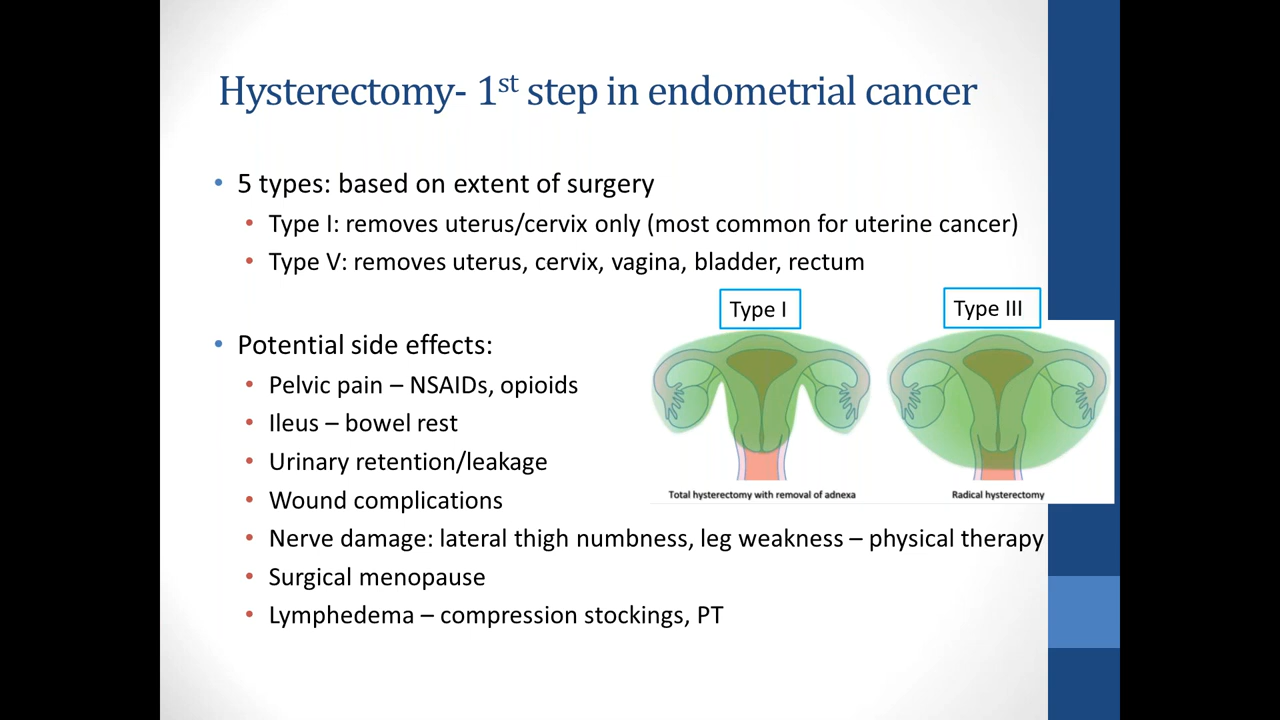 Hysterectomy- 1st step in endometrial cancer
• 5 types: based on extent of surgery
• Type I: removes uterus/cervix only (most common for uterine cancer)
• Type V: removes uterus, cervix, vagina, bladder, rectum
Type I
Type III
• Potential side effects:
• Pelvic pain – NSAIDs, opioids
• Ileus – bowel rest
• Urinary retention/leakage
Total hysterectomy with removal of adnexa
Radical hysterectomy
• Wound complications
• Nerve damage: lateral thigh numbness, leg weakness – physical therapy
• Surgical menopause
• Lymphedema – compression stockings, PT